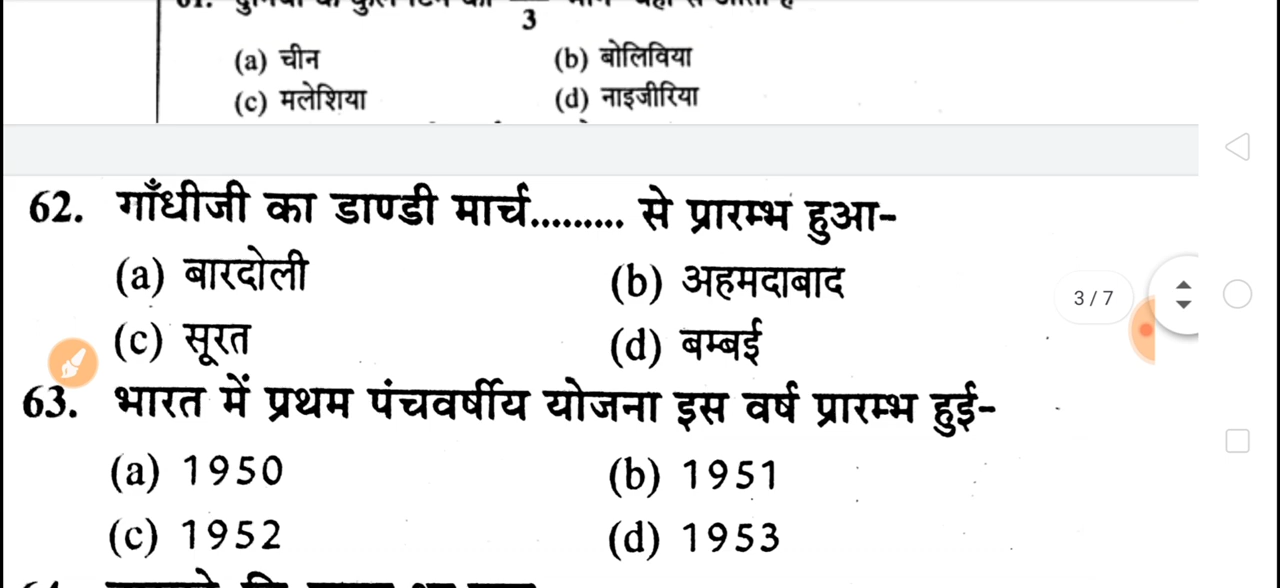 3
(a) चीन (b) बोलिविया
(c) मलेशिया (d) नाइजीरिया
62. गाँधीजी का डाण्डी मार्च......... से प्रारम्भ हुआ-
(a) बारदोली (b) अहमदाबाद
(c) सूरत (d) बम्बई
3/7
63. भारत में प्रथम पंचवर्षीय योजना इस वर्ष प्रारम्भ हुई-
(a) 1950 (b) 1951
(c) 1952 (d) 1953